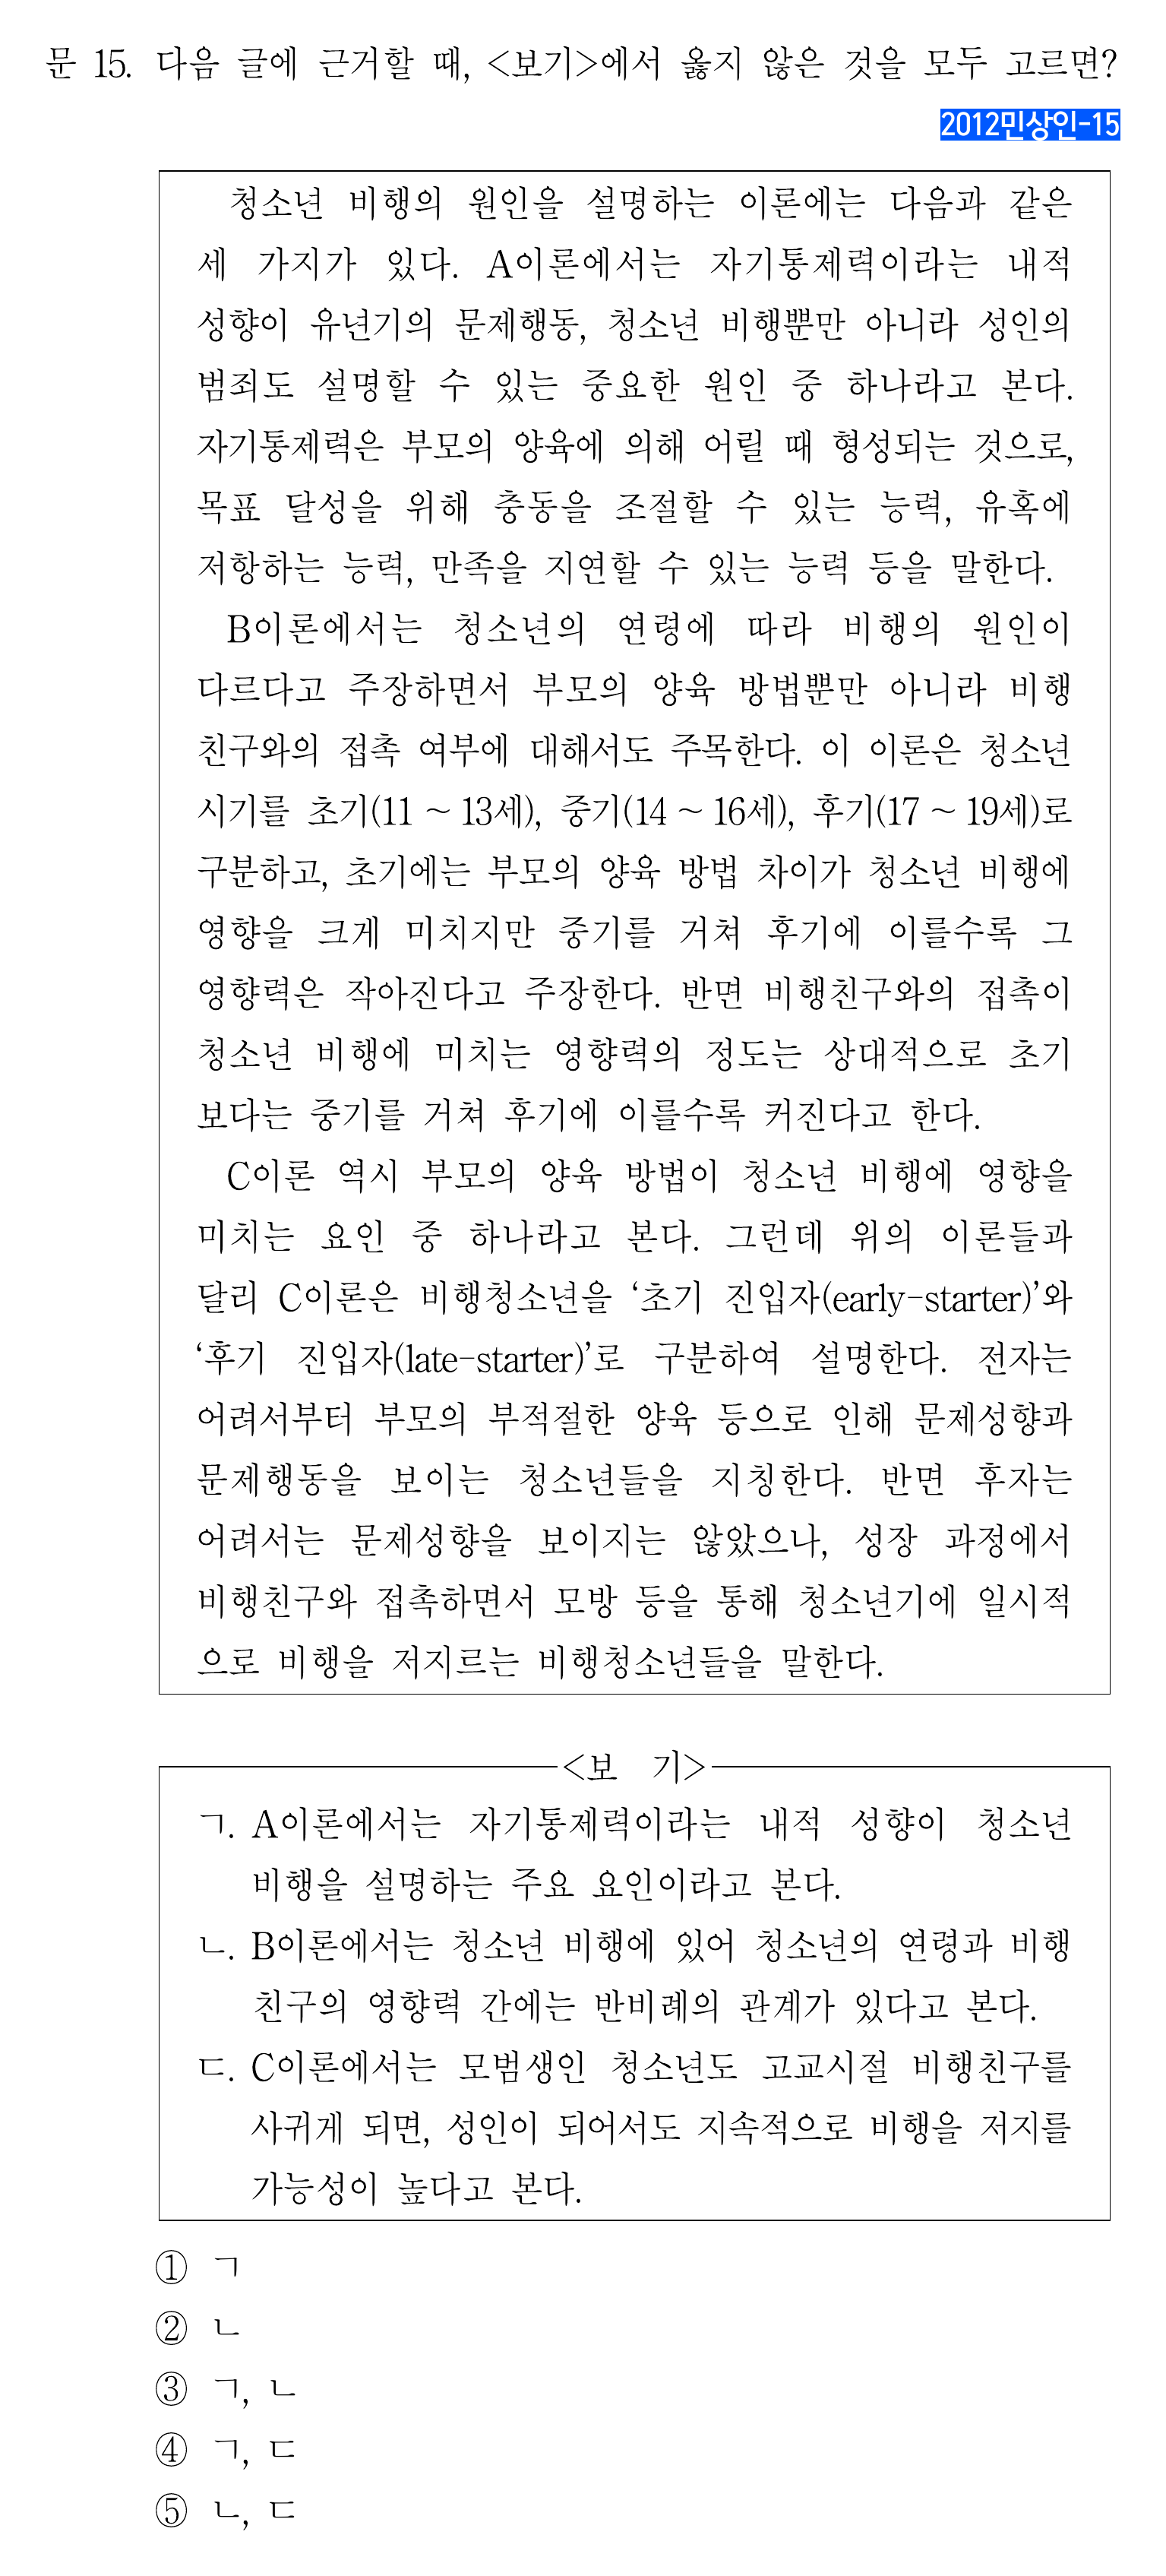 문 15. 다음 글에 근거할 때, <보기>에서 옳지 않은 것을 모두 고르면?
2012민상인-15
청소년 비행의 원인을 설명하는 이론에는 다음과 같은
세 가지가 있다. A이론에서는 자기통제력이라는 내적
성향이 유년기의 문제행동, 청소년 비행뿐만 아니라 성인의
범죄도 설명할 수 있는 중요한 원인 중 하나라고 본다.
자기통제력은 부모의 양육에 의해 어릴 때 형성되는 것으로,
목표 달성을 위해 충동을 조절할 수 있는 능력, 유혹에
저항하는 능력, 만족을 지연할 수 있는 능력 등을 말한다.
B이론에서는 청소년의 연령에 따라 비행의 원인이
다르다고 주장하면서 부모의 양육 방법뿐만 아니라 비행
친구와의 접촉 여부에 대해서도 주목한다. 이 이론은 청소년
시기를 초기(11 ~ 13세), 중기(14 ~ 16세), 후기(17 ~ 19세)로
구분하고, 초기에는 부모의 양육 방법 차이가 청소년 비행에
영향을 크게 미치지만 중기를 거쳐 후기에 이를수록 그
영향력은 작아진다고 주장한다. 반면 비행친구와의 접촉이
청소년 비행에 미치는 영향력의 정도는 상대적으로 초기
보다는 중기를 거쳐 후기에 이를수록 커진다고 한다.
C이론 역시 부모의 양육 방법이 청소년 비행에 영향을
미치는 요인 중 하나라고 본다. 그런데 위의 이론들과
달리 C이론은 비행청소년을 ‘초기 진입자(early-starter)’와
‘후기 진입자(late-starter)’로 구분하여 설명한다. 전자는
어려서부터 부모의 부적절한 양육 등으로 인해 문제성향과
문제행동을 보이는 청소년들을 지칭한다. 반면 후자는
어려서는 문제성향을 보이지는 않았으나, 성장 과정에서
비행친구와 접촉하면서 모방 등을 통해 청소년기에 일시적
으로 비행을 저지르는 비행청소년들을 말한다.
<보 기>
ㄱ. A이론에서는 자기통제력이라는 내적 성향이 청소년
비행을 설명하는 주요 요인이라고 본다.
ㄴ. B이론에서는 청소년 비행에 있어 청소년의 연령과 비행
친구의 영향력 간에는 반비례의 관계가 있다고 본다.
ㄷ. C이론에서는 모범생인 청소년도 고교시절 비행친구를
사귀게 되면, 성인이 되어서도 지속적으로 비행을 저지를
가능성이 높다고 본다.
① ㄱ
② ㄴ
③ ㄱ, ㄴ
④ ㄱ, ㄷ
⑤ ㄴ, ㄷ